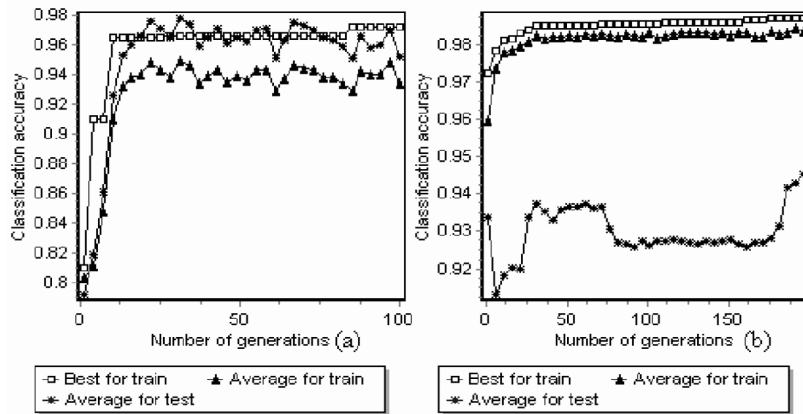 Classification accuracy
0.98
0.96
0.94
0.92
0.9
0.88
0.86
0.84
0.82
0.8
0
50
100
Number of generations (a)
Best for train
Average for train
Average for test
Classification accuracy
0.98
0.97
0.96
0.95
0.94
0.93
0.92
0
50
100
150
Number of generations (b)
Best for train
Average for train
Average for test